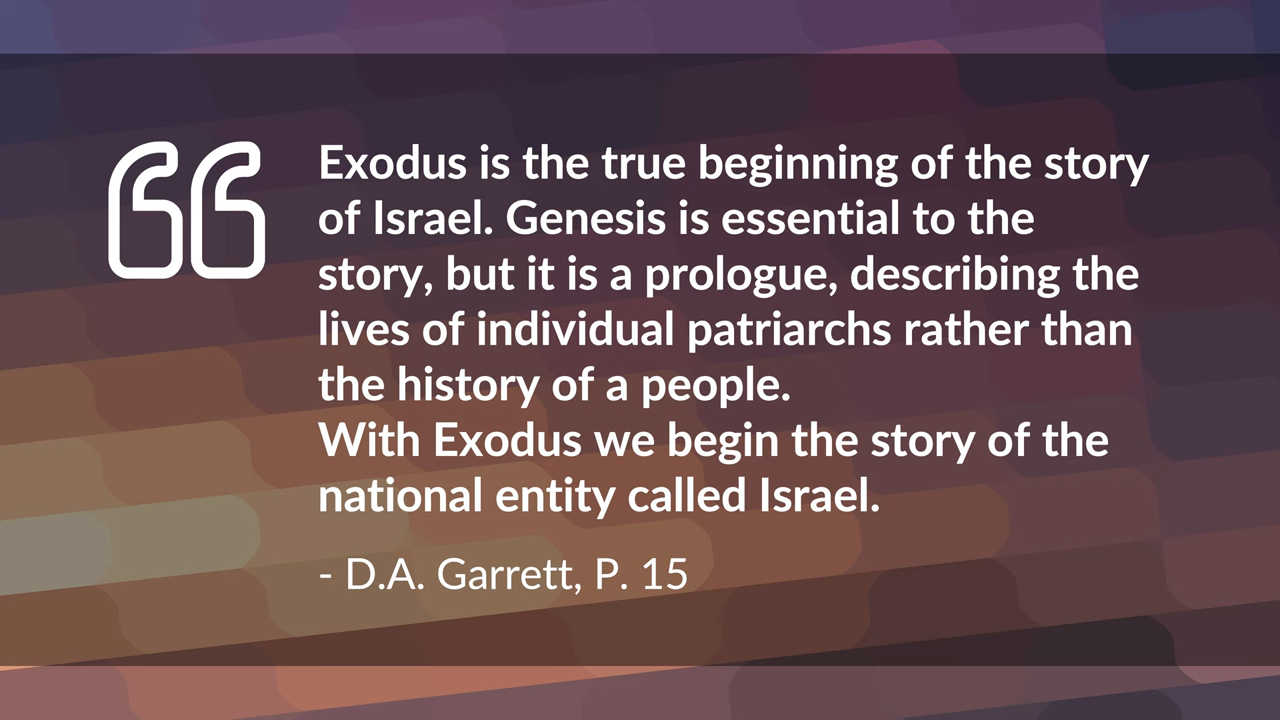 Exodus is the true beginning of the story
of Israel. Genesis is essential to the
story, but it is a prologue, describing the
lives of individual patriarchs rather than
the history of a people.
With Exodus we begin the story of the
national entity called Israel.
- D.A. Garrett, P. 15